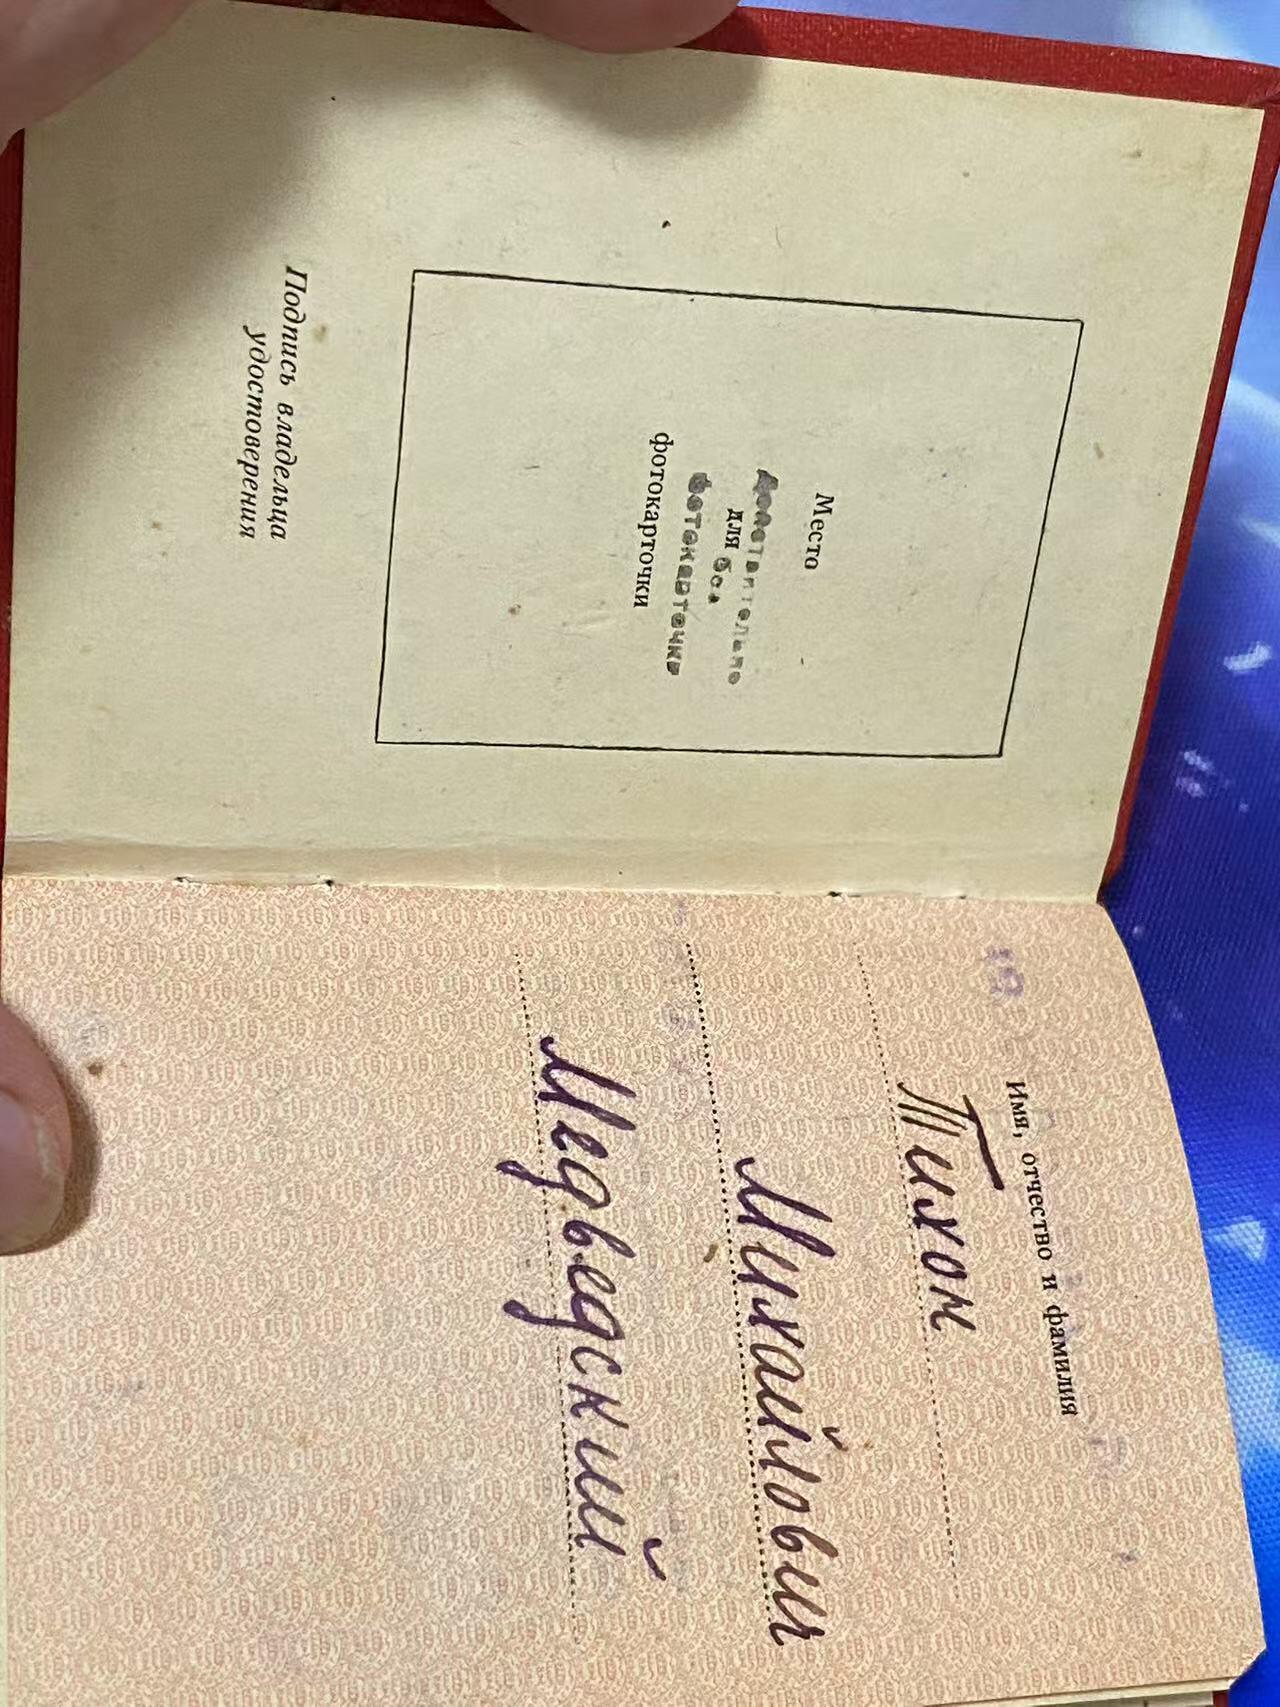 Место
Действительно
для без
фотокарточки
фотокарточки
Подпись владельца
удостоверения
Имя, отчество и фамилия
Тихон
Михайлович
Медведский